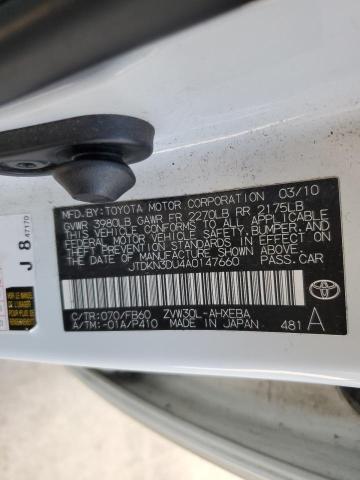 MFD.BY:TOYOTA MOTOR CORPORATION 03/10
GVWR 3980LB GAWR FR 2270LB RR 2175LB
THIS VEHICLE CONFORMS TO ALL APPLICABLE
FEDERAL MOTOR VEHICLE SAFETY, BUMPER, AND
THEFT PREVENTION STANDARDS IN EFFECT ON
THE DATE OF MANUFACTURE SHOWN ABOVE.
JTDKN3DU4A0147660 PASS.CAR
C/TR:070/FB60 ZVW30L-AHXEBA
A/TM:-01A/P410 MADE IN JAPAN 481 A
TOYOTA
J 8 47170